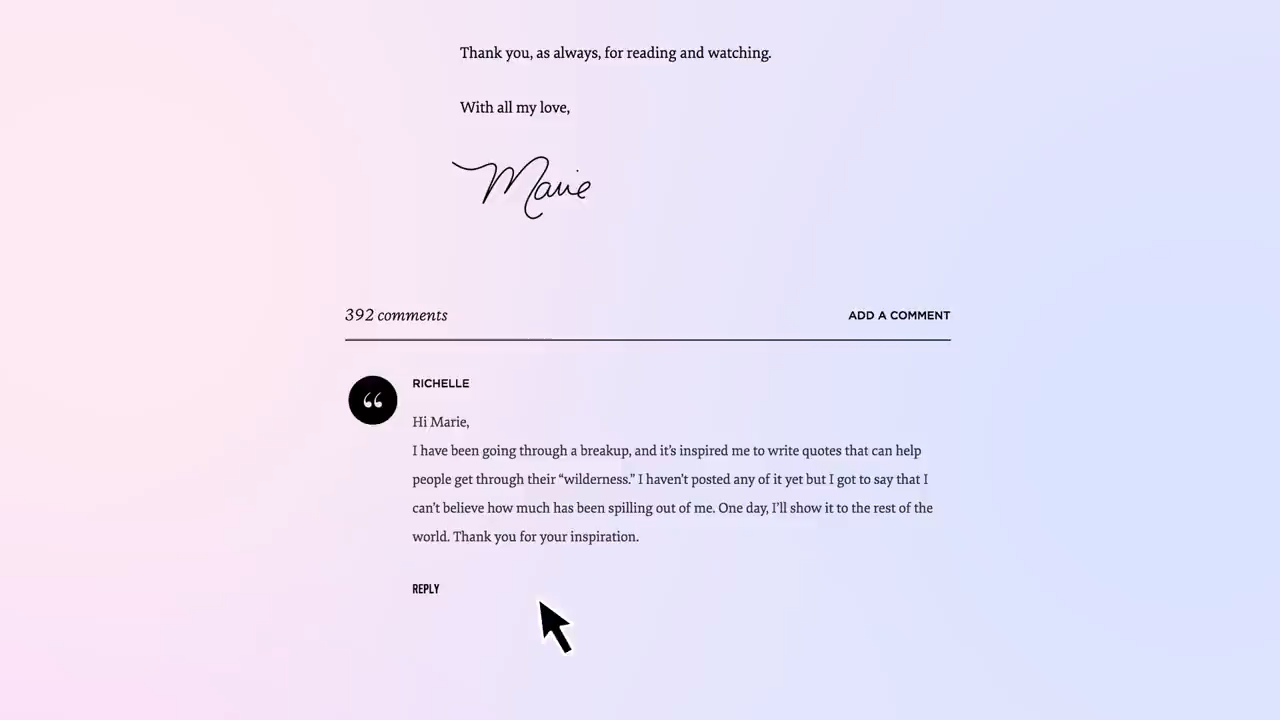 Thank you, as always, for reading and watching.
With all my love,
Marie
392 comments
ADD A COMMENT
“
RICHELLE
Hi Marie,
I have been going through a breakup, and it’s inspired me to write quotes that can help
people get through their “wilderness.” I haven’t posted any of it yet but I got to say that I
can’t believe how much has been spilling out of me. One day, I’ll show it to the rest of the
world. Thank you for your inspiration.
REPLY